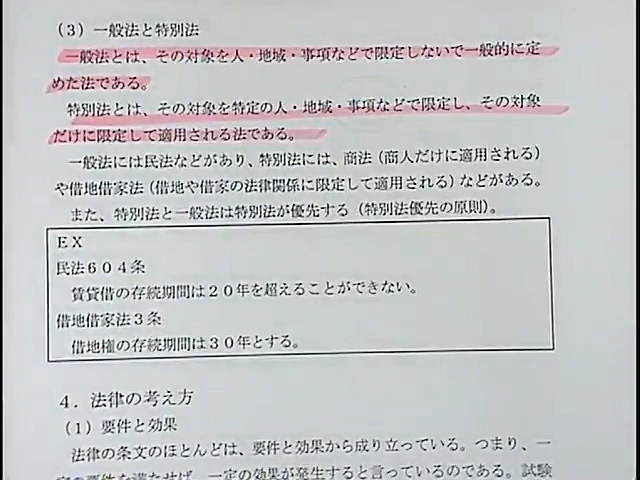 （３）一般法と特別法
一般法とは、その対象を人・地域・事項などで限定しないで一般的に定
めた法である。
特別法とは、その対象を特定の人・地域・事項などで限定し、その対象
だけに限定して適用される法である。
一般法には民法などがあり、特別法には、商法（商人だけに適用される）
や借地借家法（借地や借家の法律関係に限定して適用される）などがある。
また、特別法と一般法は特別法が優先する（特別法優先の原則）。
ＥＸ
民法６０４条
賃貸借の存続期間は２０年を超えることができない。
借地借家法３条
借地権の存続期間は３０年とする。
４．法律の考え方
（１）要件と効果
法律の条文のほとんどは、要件と効果から成り立っている。つまり、一
定の要件を満たせば、一定の効果が発生すると言っているのである。試験